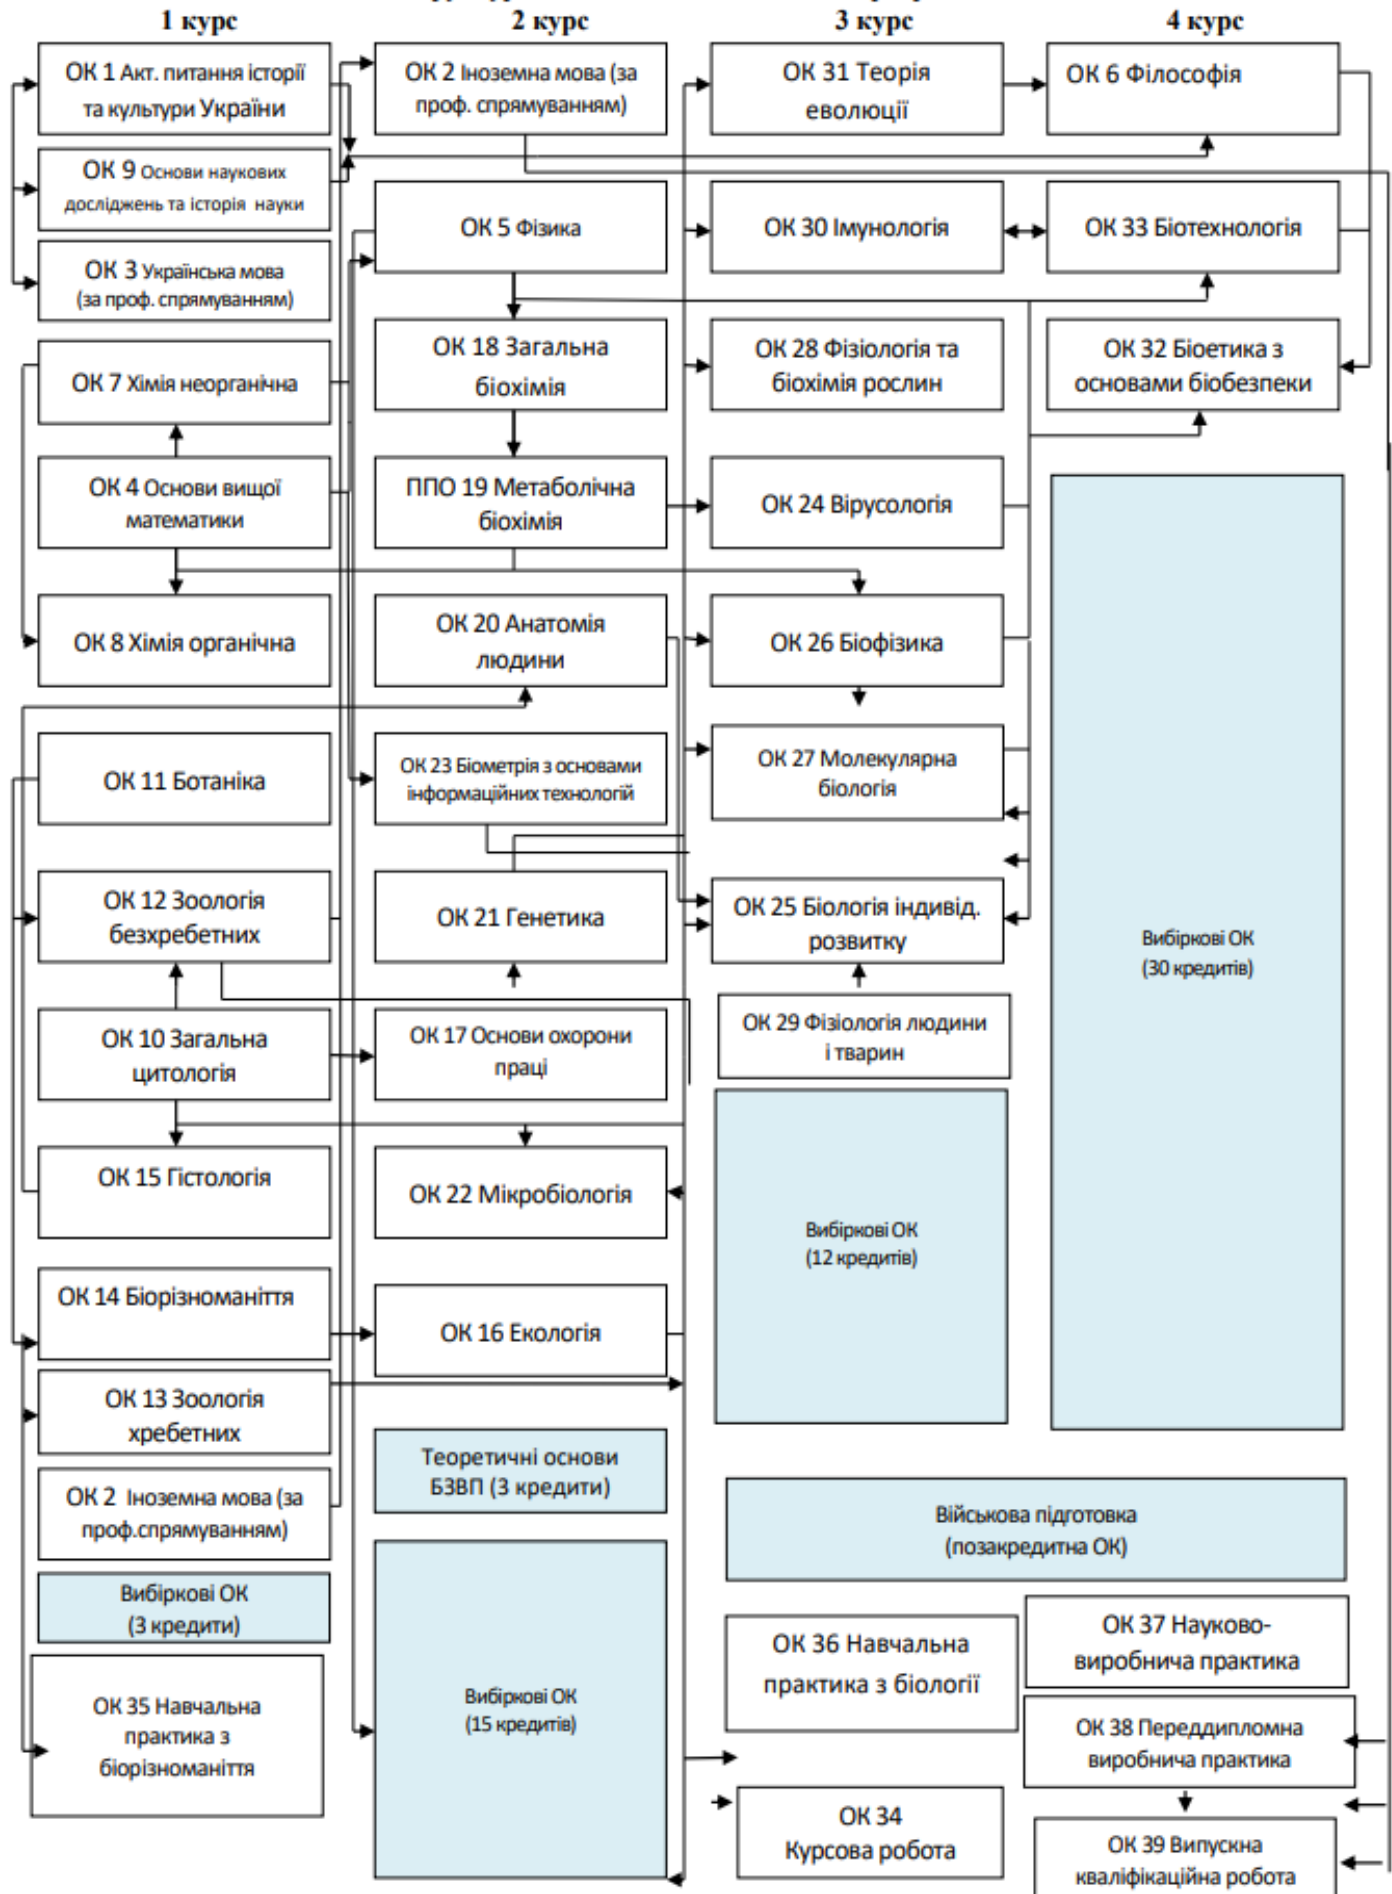 1 курс
2 курс
3 курс
4 курс
ОК 1 Акт. питання історії
та культури України
ОК 2 Іноземна мова (за
проф. спрямуванням)
ОК 31 Теорія
еволюції
ОК 6 Філософія
ОК 9 Основи наукових
досліджень та історія науки
ОК 5 Фізика
ОК 30 Імунологія
ОК 33 Біотехнологія
ОК 3 Українська мова
(за проф. спрямуванням)
ОК 7 Хімія неорганічна
ОК 18 Загальна
біохімія
ОК 28 Фізіологія та
біохімія рослин
ОК 32 Біоетика з
основами біобезпеки
ОК 4 Основи вищої
математики
ППО 19 Метаболічна
біохімія
ОК 24 Вірусологія
ОК 8 Хімія органічна
ОК 20 Анатомія
людини
ОК 26 Біофізика
ОК 11 Ботаніка
ОК 23 Біометрія з основами
інформаційних технологій
ОК 27 Молекулярна
біологія
ОК 12 Зоологія
безхребетних
ОК 21 Генетика
ОК 25 Біологія індивід.
розвитку
Вибіркові ОК
(30 кредитів)
ОК 10 Загальна
цитологія
ОК 17 Основи охорони
праці
ОК 29 Фізіологія людини
і тварин
ОК 15 Гістологія
ОК 22 Мікробіологія
Вибіркові ОК
(12 кредитів)
ОК 14 Біорізноманіття
ОК 16 Екологія
ОК 13 Зоологія
хребетних
Теоретичні основи
БЗВП (3 кредити)
ОК 2 Іноземна мова (за
проф.спрямуванням)
Військова підготовка
(позакредитна ОК)
Вибіркові ОК
(3 кредити)
Вибіркові ОК
(15 кредитів)
ОК 36 Навчальна
практика з біології
ОК 37 Науково-
виробнича практика
ОК 35 Навчальна
практика з
біорізноманіття
ОК 38 Переддипломна
виробнича практика
ОК 34
Курсова робота
ОК 39 Випускна
кваліфікаційна робота